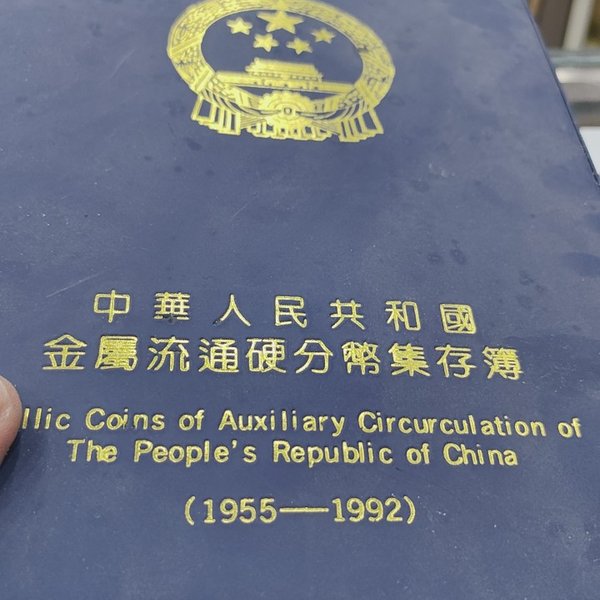 中華人民共和國
金屬流通硬分幣集存簿
llic Coins of Auxiliary Circurculation of
The People's Republic of China
(1955——1992)